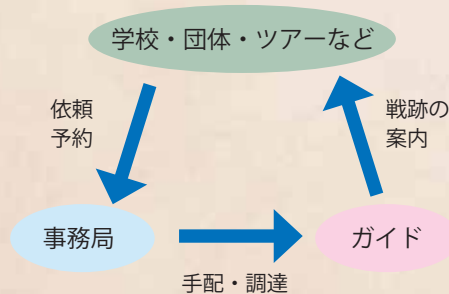 学校・団体・ツアーなど
依頼
予約
戦跡の
案内
事務局
ガイド
手配・調達